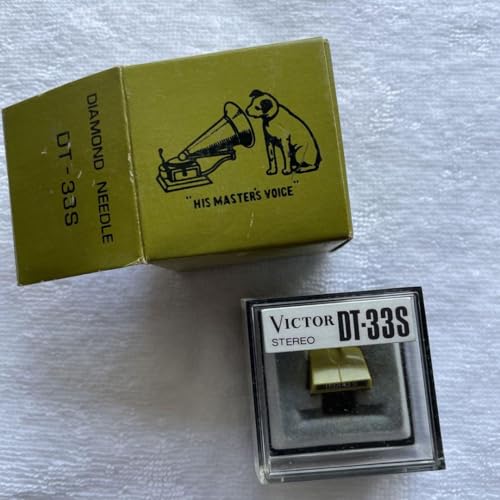 DIAMOND NEEDLE
DT-33S
"HIS MASTER'S VOICE"
VICTOR DT-33S
STEREO